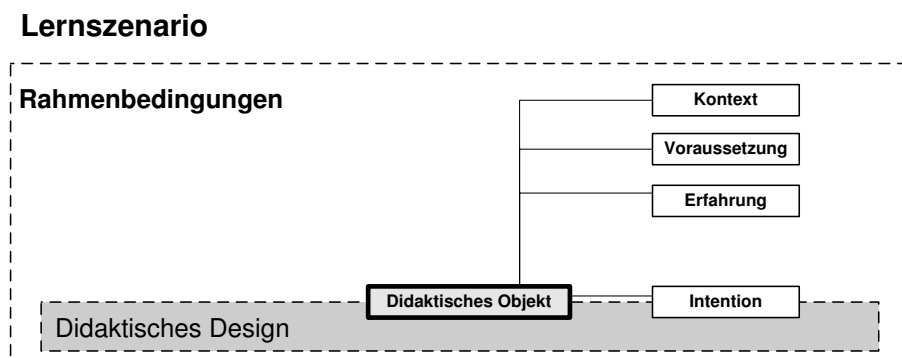 Lernszenario
Rahmenbedingungen
Kontext
Voraussetzung
Erfahrung
Didaktisches Objekt
Intention
Didaktisches Design